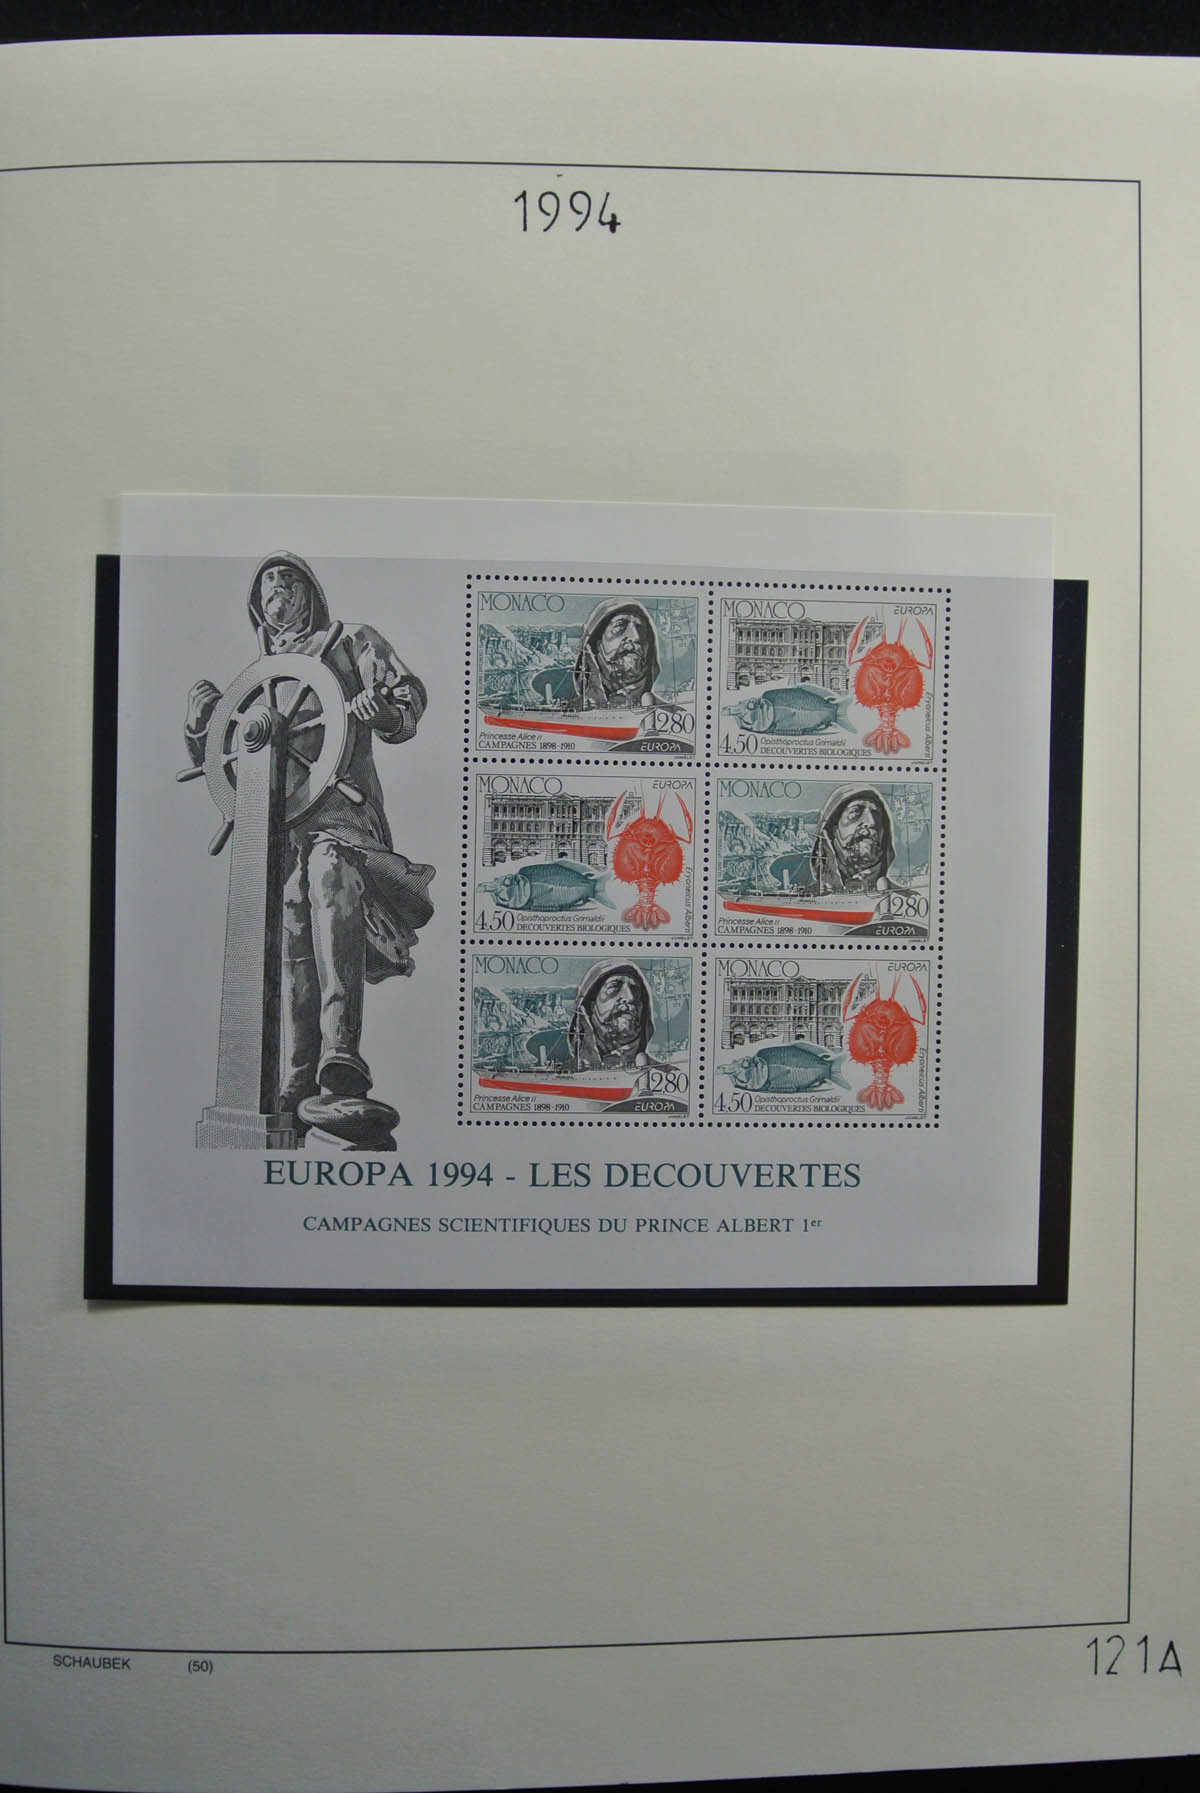 1994
MONACO
Princesse Alice II
CAMPAGNES 1898-1910
12.80
EUROPA
MONACO
EUROPA
Eryoneicus Alberti
4.50
Opisthoproctus Grimaldii
DECOUVERTES BIOLOGIQUES
MONACO
EUROPA
Eryoneicus Alberti
4.50
Opisthoproctus Grimaldii
DECOUVERTES BIOLOGIQUES
MONACO
Princesse Alice II
CAMPAGNES 1898-1910
12.80
EUROPA
MONACO
Princesse Alice II
CAMPAGNES 1898-1910
12.80
EUROPA
MONACO
EUROPA
Eryoneicus Alberti
4.50
Opisthoproctus Grimaldii
DECOUVERTES BIOLOGIQUES
EUROPA 1994 - LES DECOUVERTES
CAMPAGNES SCIENTIFIQUES DU PRINCE ALBERT 1er
SCHAUBEK (50)
121A